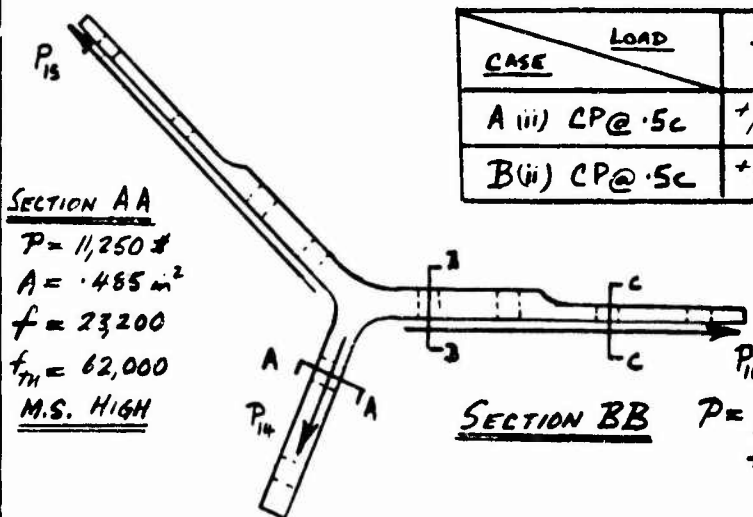 LOAD
CASE
A (ii) CP @ .5c +/
B(ii) CP @ .5c +
P15
SECTION AA
P = 11,250 #
A = .485 in²
f = 23,200
fTU = 62,000
M.S. HIGH
B
B
C
C
A
A
P14
P16
SECTION BB P =